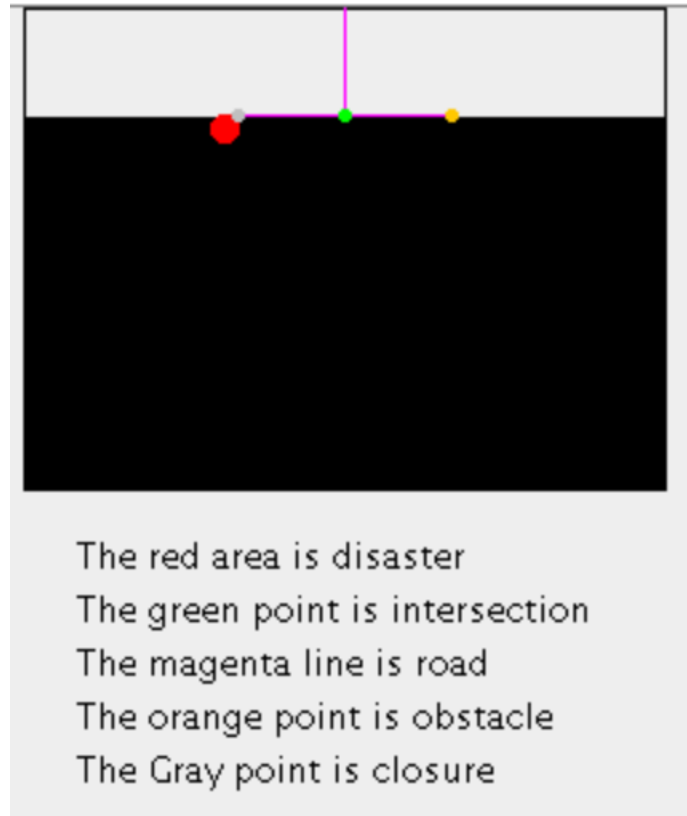 The red area is disaster
The green point is intersection
The magenta line is road
The orange point is obstacle
The Gray point is closure